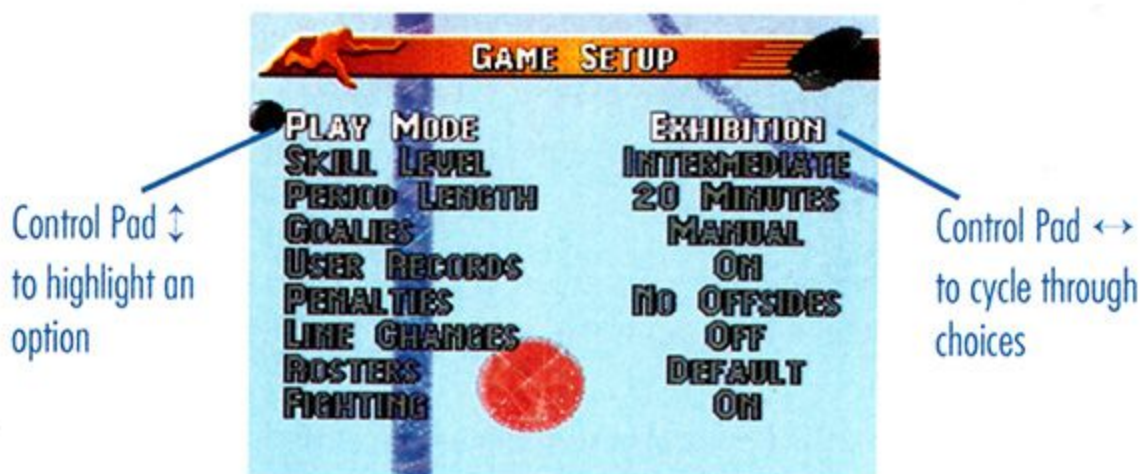 GAME SETUP
PLAY MODE EXHIBITION
SKILL LEVEL INTERMEDIATE
PERIOD LENGTH 20 MINUTES
GOALIES MANUAL
USER RECORDS ON
PENALTIES NO OFFSIDES
LINE CHANGES OFF
ROSTERS DEFAULT
FIGHTING ON
Control Pad ↕
to highlight an
option
Control Pad ↔
to cycle through
choices